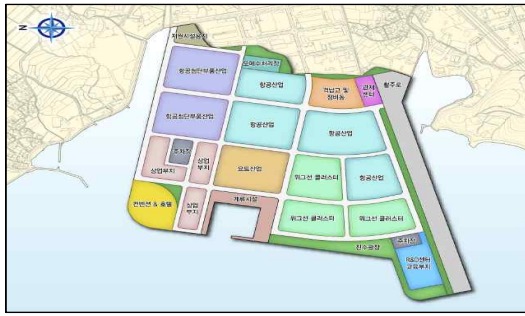 N
지원시설용지
오폐수처리장
항공첨단부품산업
항공산업
격납고 및
정비동
관제
센터
활주로
항공첨단부품산업
항공산업
항공산업
주차장
상업부지
상업
부지
요트산업
위그선 클러스터
항공산업
컨벤션 & 호텔
상업
부지
계류시설
위그선 클러스터
위그선 클러스터
친수광장
주차장
R&D센터
교육부지